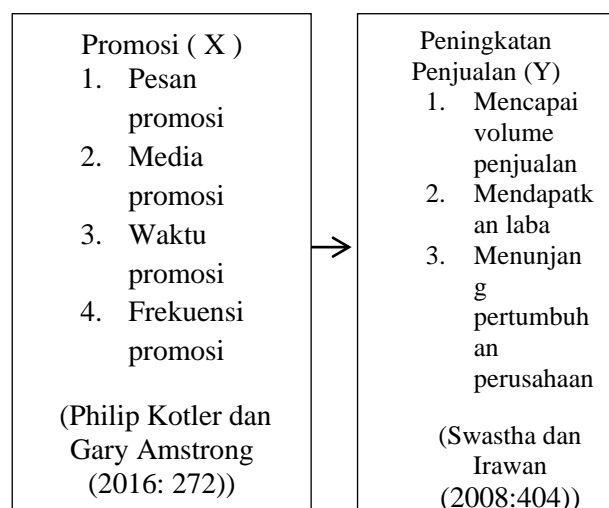 Promosi ( X )
1. Pesan
promosi
2. Media
promosi
3. Waktu
promosi
4. Frekuensi
promosi
(Philip Kotler dan
Gary Amstrong
(2016: 272))
Peningkatan
Penjualan (Y)
1. Mencapai
volume
penjualan
2. Mendapatk
an laba
3. Menunjan
g
pertumbuh
an
perusahaan
(Swastha dan
Irawan
(2008:404))